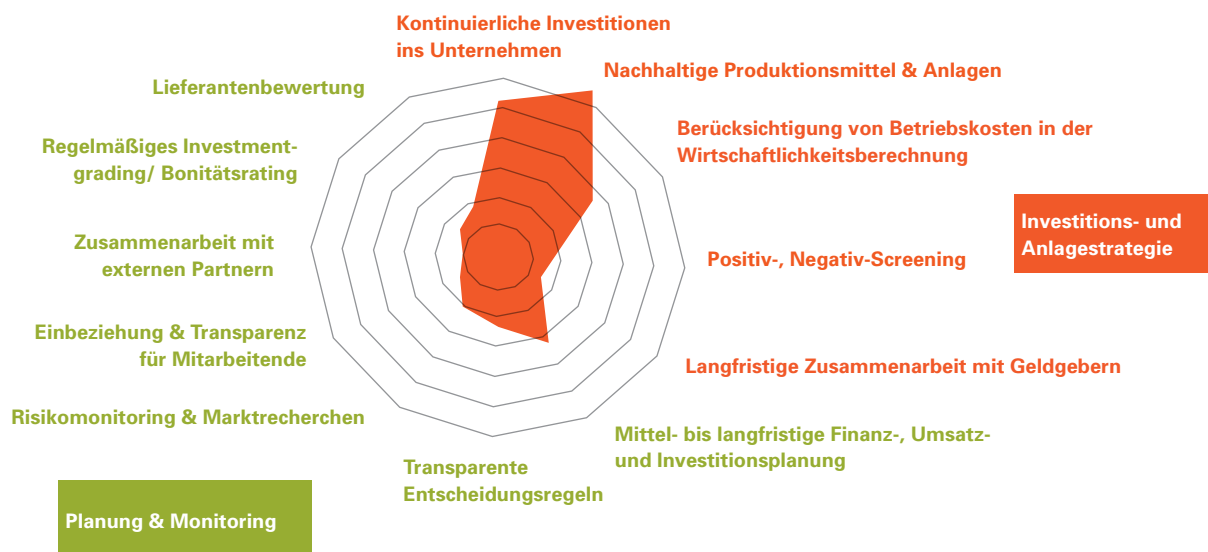 Kontinuierliche Investitionen
ins Unternehmen
Nachhaltige Produktionsmittel & Anlagen
Berücksichtigung von Betriebskosten in der
Wirtschaftlichkeitsberechnung
Investitions- und
Anlagestrategie
Positiv-, Negativ-Screening
Langfristige Zusammenarbeit mit Geldgebern
Mittel- bis langfristige Finanz-, Umsatz-
und Investitionsplanung
Transparente
Entscheidungsregeln
Risikomonitoring & Marktrecherchen
Einbeziehung & Transparenz
für Mitarbeitende
Zusammenarbeit mit
externen Partnern
Regelmäßiges Investment-
grading/ Bonitätsrating
Lieferantenbewertung
Planung & Monitoring